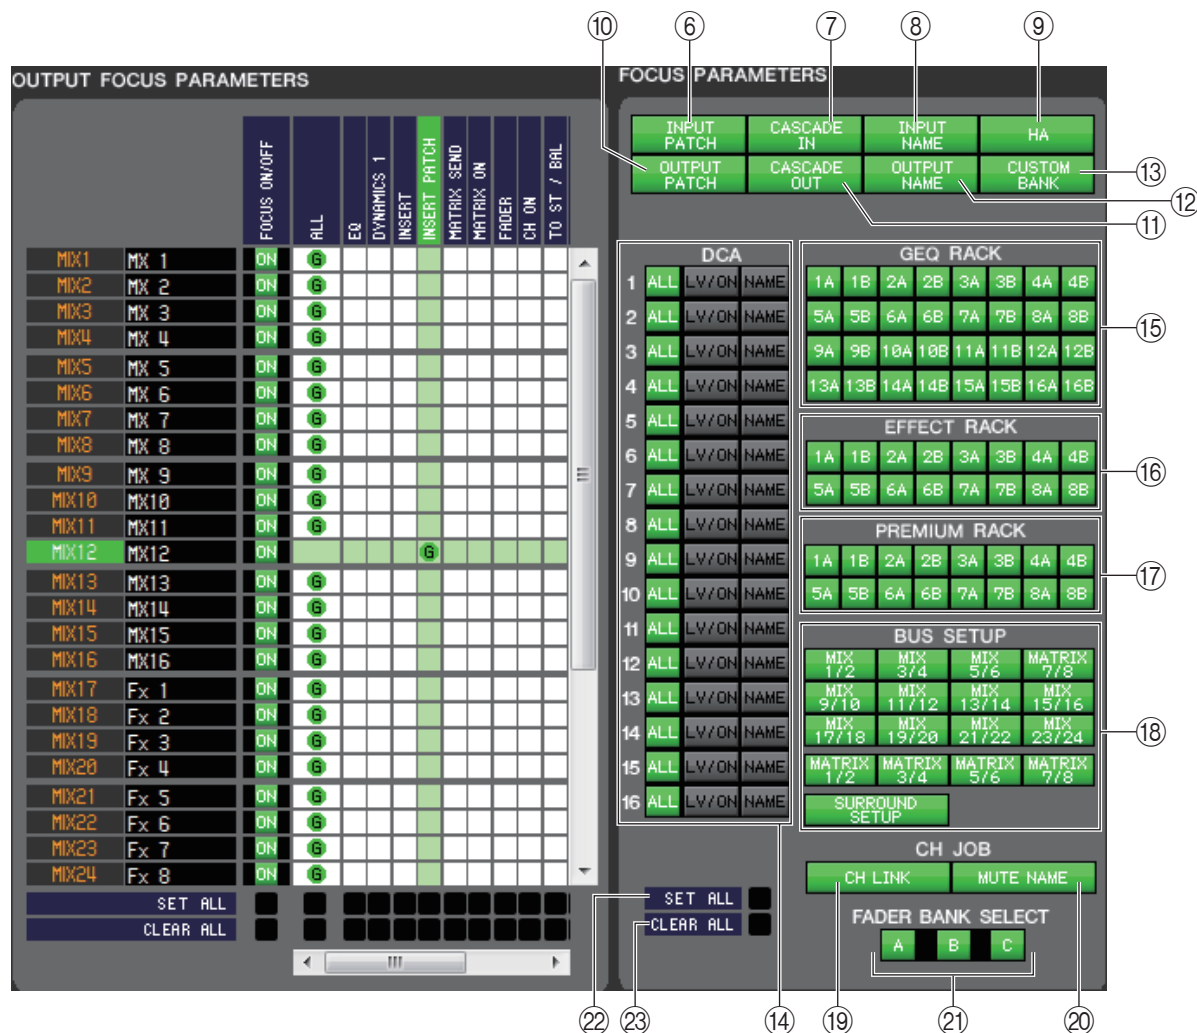 ⑩ ⑥ ⑦ ⑧ ⑨
OUTPUT FOCUS PARAMETERS
FOCUS ON/OFF
ALL
EQ
DYNAMICS 1
INSERT
INSERT PATCH
MATRIX SEND
MATRIX ON
FADER
CH ON
TO ST / BAL
MIX1 MX 1 ON G
MIX2 MX 2 ON G
MIX3 MX 3 ON G
MIX4 MX 4 ON G
MIX5 MX 5 ON G
MIX6 MX 6 ON G
MIX7 MX 7 ON G
MIX8 MX 8 ON G
MIX9 MX 9 ON G
MIX10 MX10 ON G
MIX11 MX11 ON G
MIX12 MX12 ON G
MIX13 MX13 ON G
MIX14 MX14 ON G
MIX15 MX15 ON G
MIX16 MX16 ON G
MIX17 Fx 1 ON G
MIX18 Fx 2 ON G
MIX19 Fx 3 ON G
MIX20 Fx 4 ON G
MIX21 Fx 5 ON G
MIX22 Fx 6 ON G
MIX23 Fx 7 ON G
MIX24 Fx 8 ON G
SET ALL
CLEAR ALL
FOCUS PARAMETERS
INPUT PATCH
CASCADE IN
INPUT NAME
HA
OUTPUT PATCH
CASCADE OUT
OUTPUT NAME
CUSTOM BANK
⑬
⑫
⑪
DCA
1 ALL LV/ON NAME
2 ALL LV/ON NAME
3 ALL LV/ON NAME
4 ALL LV/ON NAME
5 ALL LV/ON NAME
6 ALL LV/ON NAME
7 ALL LV/ON NAME
8 ALL LV/ON NAME
9 ALL LV/ON NAME
10 ALL LV/ON NAME
11 ALL LV/ON NAME
12 ALL LV/ON NAME
13 ALL LV/ON NAME
14 ALL LV/ON NAME
15 ALL LV/ON NAME
16 ALL LV/ON NAME
SET ALL
CLEAR ALL
GEQ RACK
1A 1B 2A 2B 3A 3B 4A 4B
5A 5B 6A 6B 7A 7B 8A 8B
9A 9B 10A 10B 11A 11B 12A 12B
13A 13B 14A 14B 15A 15B 16A 16B
⑮
EFFECT RACK
1A 1B 2A 2B 3A 3B 4A 4B
5A 5B 6A 6B 7A 7B 8A 8B
⑯
PREMIUM RACK
1A 1B 2A 2B 3A 3B 4A 4B
5A 5B 6A 6B 7A 7B 8A 8B
⑰
BUS SETUP
MIX 1/2 MIX 3/4 MIX 5/6 MATRIX 7/8
MIX 9/10 MIX 11/12 MIX 13/14 MIX 15/16
MIX 17/18 MIX 19/20 MIX 21/22 MIX 23/24
MATRIX 1/2 MATRIX 3/4 MATRIX 5/6 MATRIX 7/8
SURROUND SETUP
⑱
CH JOB
CH LINK MUTE NAME
FADER BANK SELECT
A B C
㉒ ㉓ ⑭ ⑲ ㉑ ⑳